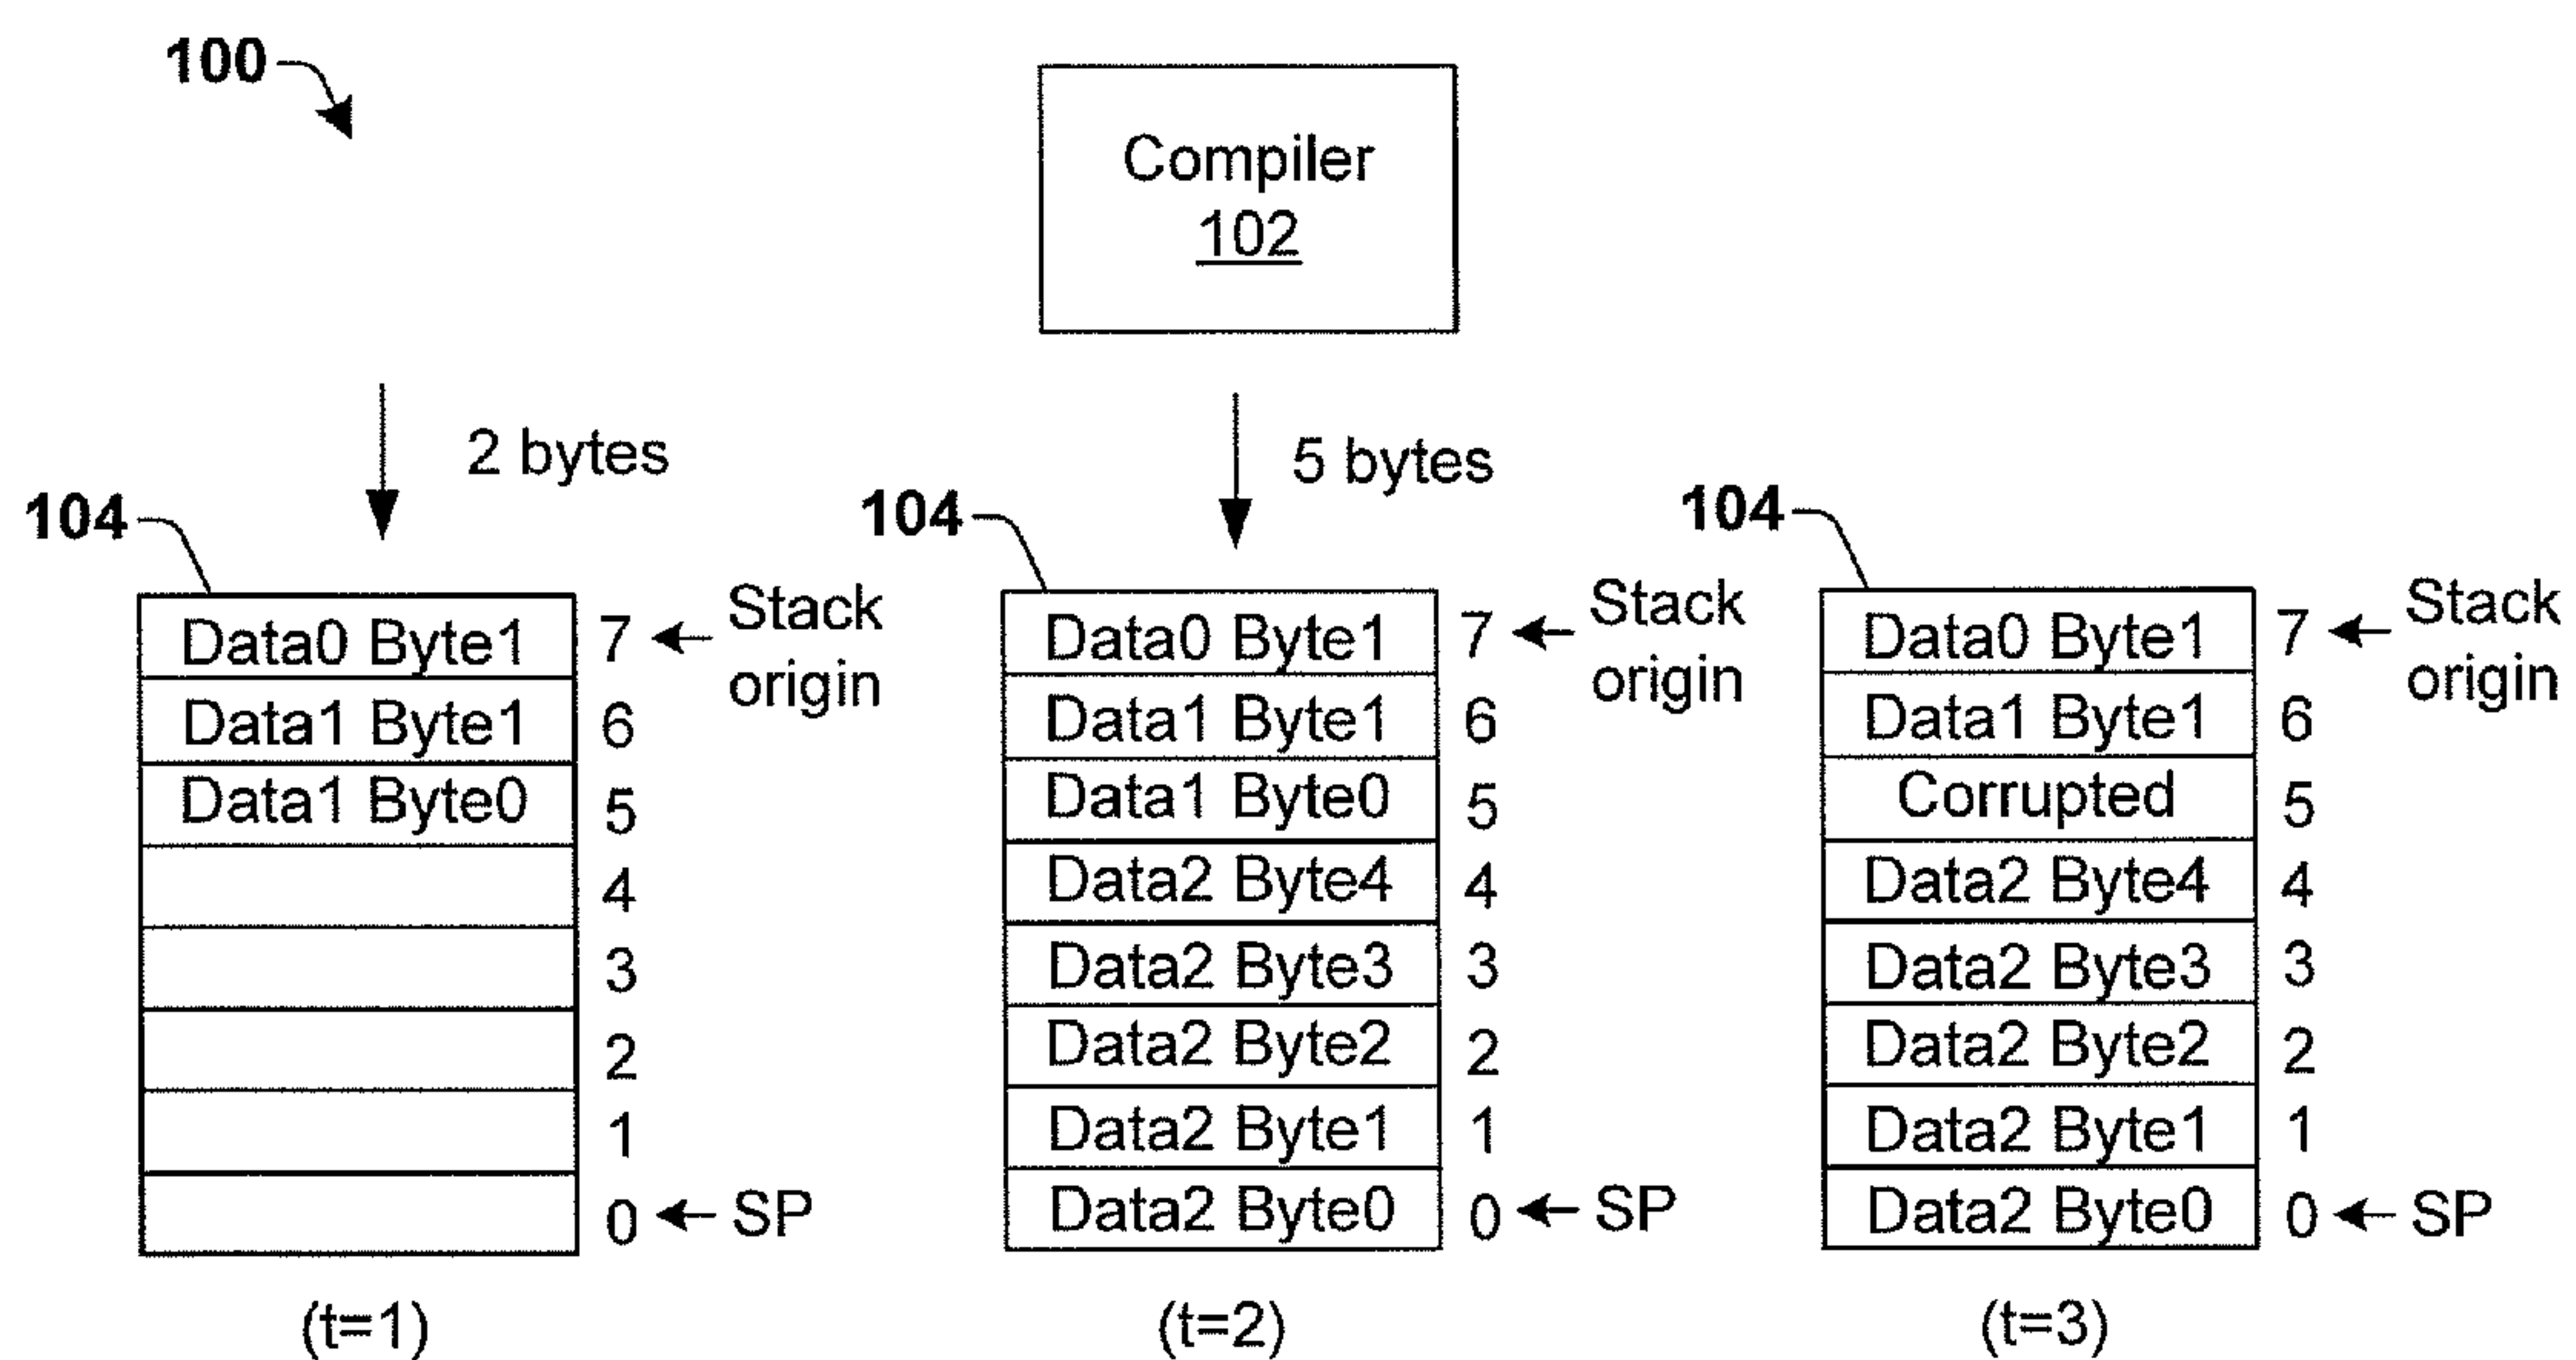 100
Compiler
102
2 bytes
5 bytes
104
Data0 Byte1 7 Stack origin
Data1 Byte1 6
Data1 Byte0 5
4
3
2
1
0 SP
(t=1)
104
Data0 Byte1 7 Stack origin
Data1 Byte1 6
Data1 Byte0 5
Data2 Byte4 4
Data2 Byte3 3
Data2 Byte2 2
Data2 Byte1 1
Data2 Byte0 0 SP
(t=2)
104
Data0 Byte1 7 Stack origin
Data1 Byte1 6
Corrupted 5
Data2 Byte4 4
Data2 Byte3 3
Data2 Byte2 2
Data2 Byte1 1
Data2 Byte0 0 SP
(t=3)